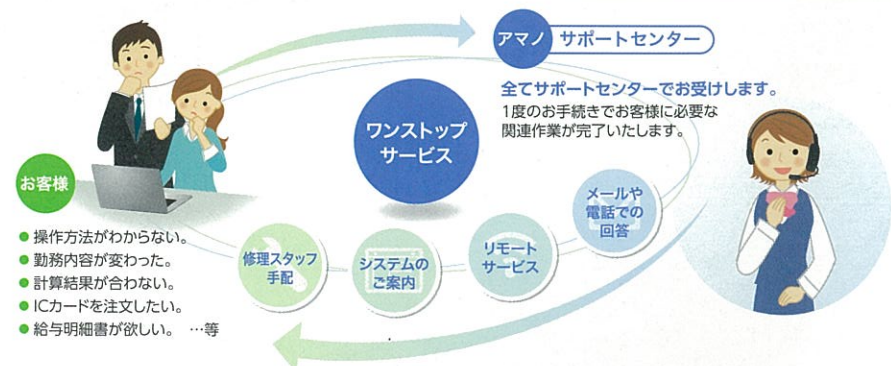 アマノ サポートセンター
全てサポートセンターでお受けします。
1度のお手続きでお客様に必要な
関連作業が完了いたします。
ワンストップ
サービス
お客様
● 操作方法がわからない。
● 勤務内容が変わった。
● 計算結果が合わない。
● ICカードを注文したい。
● 給与明細書が欲しい。 …等
修理スタッフ
手配
システムの
ご案内
リモート
サービス
メールや
電話での
回答